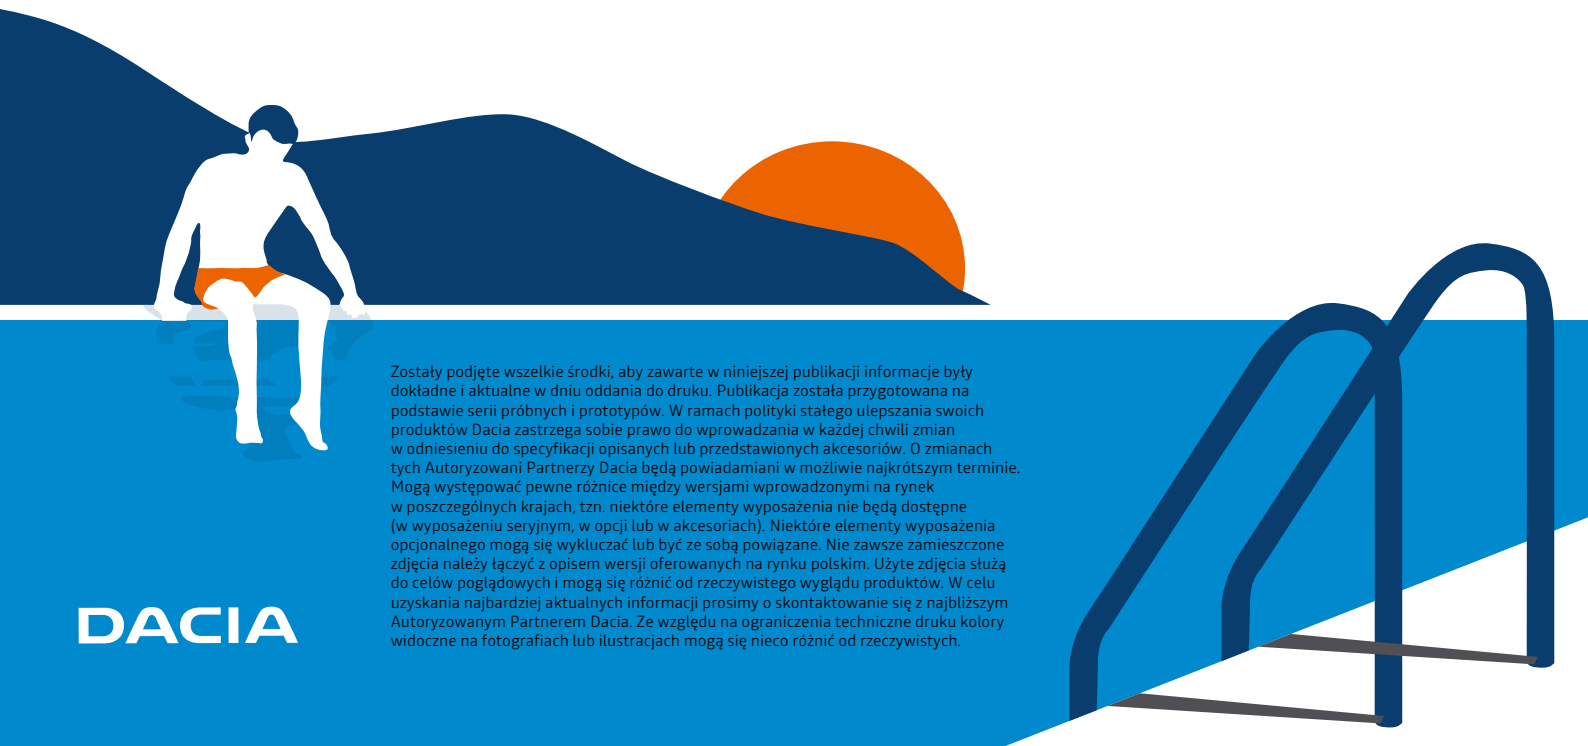 Zostały podjęte wszelkie środki, aby zawarte w niniejszej publikacji informacje były
dokładne i aktualne w dniu oddania do druku. Publikacja została przygotowana na
podstawie serii próbnych i prototypów. W ramach polityki stałego ulepszania swoich
produktów Dacia zastrzega sobie prawo do wprowadzania w każdej chwili zmian
w odniesieniu do specyfikacji opisanych lub przedstawionych akcesoriów. O zmianach
tych Autoryzowani Partnerzy Dacia będą powiadamiani w możliwie najkrótszym terminie.
Mogą występować pewne różnice między wersjami wprowadzonymi na rynek
w poszczególnych krajach, tzn. niektóre elementy wyposażenia nie będą dostępne
(w wyposażeniu seryjnym, w opcji lub w akcesoriach). Niektóre elementy wyposażenia
opcjonalnego mogą się wykluczać lub być ze sobą powiązane. Nie zawsze zamieszczone
zdjęcia należy łączyć z opisem wersji oferowanych na rynku polskim. Użyte zdjęcia służą
do celów poglądowych i mogą się różnić od rzeczywistego wyglądu produktów. W celu
uzyskania najbardziej aktualnych informacji prosimy o skontaktowanie się z najbliższym
Autoryzowanym Partnerem Dacia. Ze względu na ograniczenia techniczne druku kolory
widoczne na fotografiach lub ilustracjach mogą się nieco różnić od rzeczywistych.
DACIA